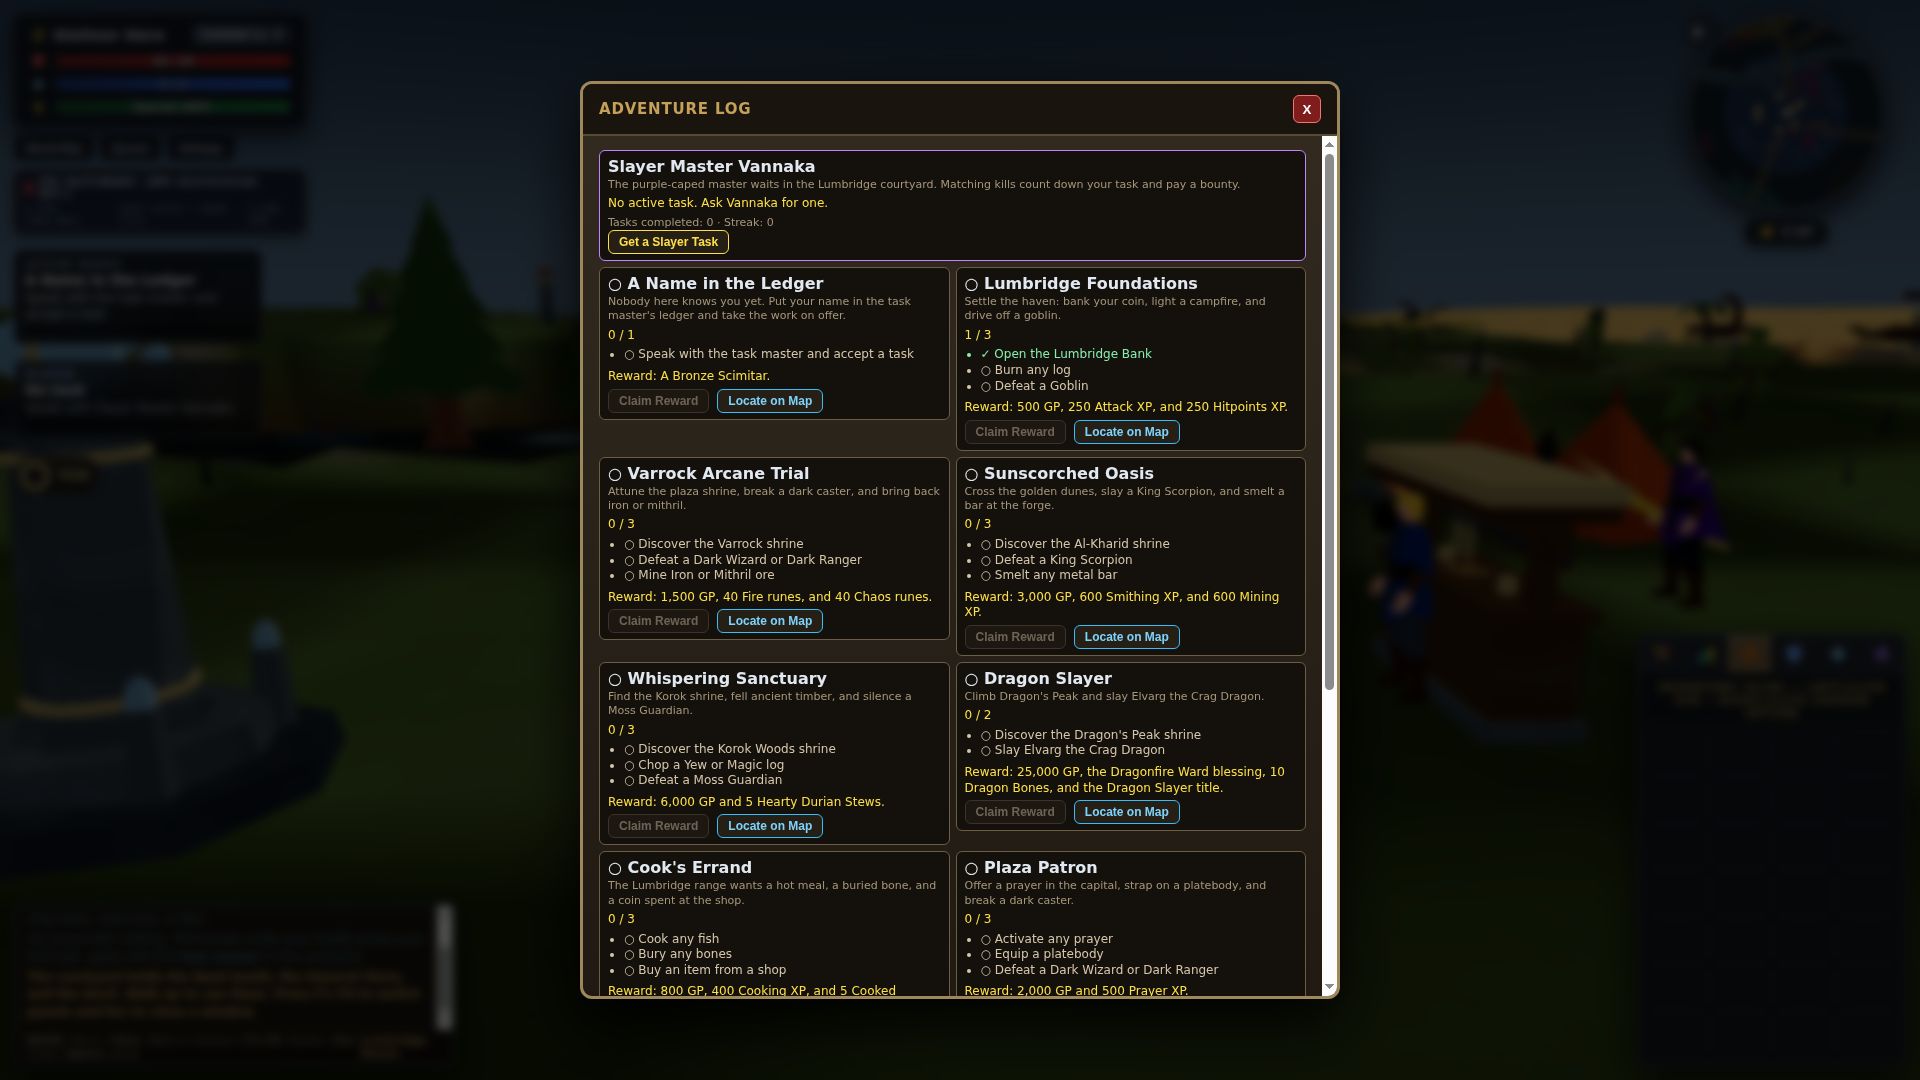 ADVENTURE LOG
X
Slayer Master Vannaka
The purple-caped master waits in the Lumbridge courtyard. Matching kills count down your task and pay a bounty.
No active task. Ask Vannaka for one.
Tasks completed: 0 · Streak: 0
Get a Slayer Task
○ A Name in the Ledger
Nobody here knows you yet. Put your name in the task
master's ledger and take the work on offer.
0 / 1
• ○ Speak with the task master and accept a task
Reward: A Bronze Scimitar.
Claim Reward
Locate on Map
○ Lumbridge Foundations
Settle the haven: bank your coin, light a campfire, and
drive off a goblin.
1 / 3
• ✓ Open the Lumbridge Bank
• ○ Burn any log
• ○ Defeat a Goblin
Reward: 500 GP, 250 Attack XP, and 250 Hitpoints XP.
Claim Reward
Locate on Map
○ Varrock Arcane Trial
Attune the plaza shrine, break a dark caster, and bring back
iron or mithril.
0 / 3
• ○ Discover the Varrock shrine
• ○ Defeat a Dark Wizard or Dark Ranger
• ○ Mine Iron or Mithril ore
Reward: 1,500 GP, 40 Fire runes, and 40 Chaos runes.
Claim Reward
Locate on Map
○ Sunscorched Oasis
Cross the golden dunes, slay a King Scorpion, and smelt a
bar at the forge.
0 / 3
• ○ Discover the Al-Kharid shrine
• ○ Defeat a King Scorpion
• ○ Smelt any metal bar
Reward: 3,000 GP, 600 Smithing XP, and 600 Mining
XP.
Claim Reward
Locate on Map
○ Whispering Sanctuary
Find the Korok shrine, fell ancient timber, and silence a
Moss Guardian.
0 / 3
• ○ Discover the Korok Woods shrine
• ○ Chop a Yew or Magic log
• ○ Defeat a Moss Guardian
Reward: 6,000 GP and 5 Hearty Durian Stews.
Claim Reward
Locate on Map
○ Dragon Slayer
Climb Dragon's Peak and slay Elvarg the Crag Dragon.
0 / 2
• ○ Discover the Dragon's Peak shrine
• ○ Slay Elvarg the Crag Dragon
Reward: 25,000 GP, the Dragonfire Ward blessing, 10
Dragon Bones, and the Dragon Slayer title.
Claim Reward
Locate on Map
○ Cook's Errand
The Lumbridge range wants a hot meal, a buried bone, and
a coin spent at the shop.
0 / 3
• ○ Cook any fish
• ○ Bury any bones
• ○ Buy an item from a shop
Reward: 800 GP, 400 Cooking XP, and 5 Cooked
○ Plaza Patron
Offer a prayer in the capital, strap on a platebody, and
break a dark caster.
0 / 3
• ○ Activate any prayer
• ○ Equip a platebody
• ○ Defeat a Dark Wizard or Dark Ranger
Reward: 2,000 GP and 500 Prayer XP.